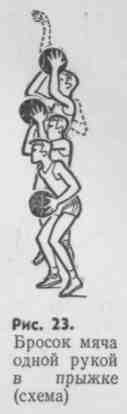 Рис. 23.
Бросок мяча
одной рукой
в прыжке
(схема)